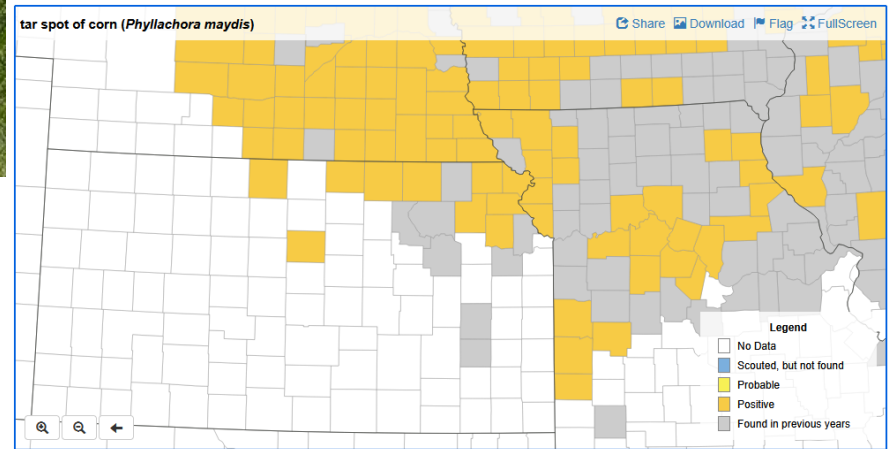 tar spot of corn (Phyllachora maydis)
Share Download Flag FullScreen
Legend
No Data
Scouted, but not found
Probable
Positive
Found in previous years